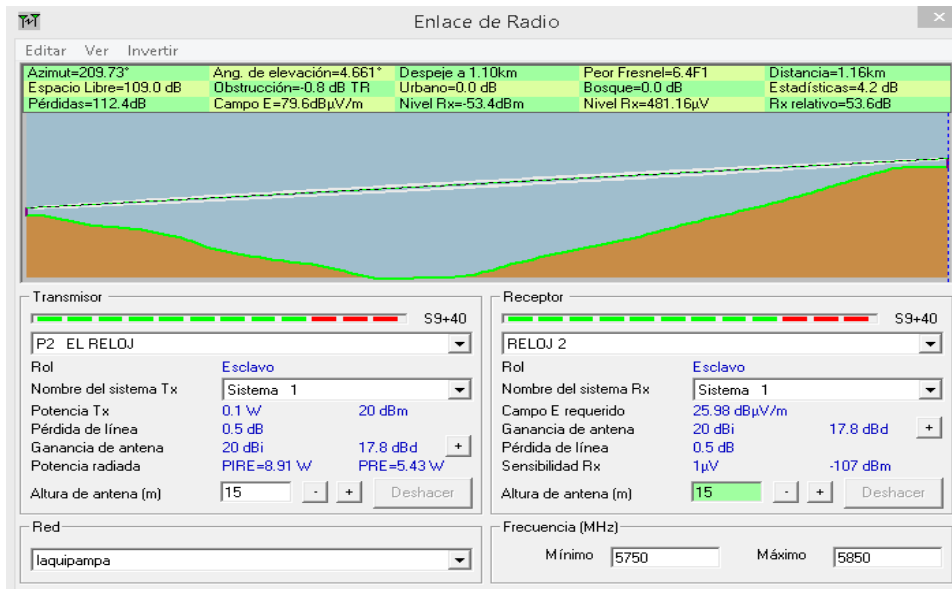 Enlace de Radio
Editar Ver Invertir
Azimut=209.73° Ang. de elevación=4.661° Despeje a 1.10km Peor Fresnel=6.4F1 Distancia=1.16km
Espacio Libre=109.0 dB Obstrucción=-0.8 dB TR Urbano=0.0 dB Bosque=0.0 dB Estadísticas=4.2 dB
Pérdidas=112.4dB Campo E=79.6dBµV/m Nivel Rx=-53.4dBm Nivel Rx=481.16µV Rx relativo=53.6dB
Transmisor
S9+40
P2 EL RELOJ
Rol Esclavo
Nombre del sistema Tx Sistema 1
Potencia Tx 0.1 W 20 dBm
Pérdida de línea 0.5 dB
Ganancia de antena 20 dBi 17.8 dBd +
Potencia radiada PIRE=8.91 W PRE=5.43 W
Altura de antena (m) 15 - + Deshacer
Receptor
S9+40
RELOJ 2
Rol Esclavo
Nombre del sistema Rx Sistema 1
Campo E requerido 25.98 dBµV/m
Ganancia de antena 20 dBi 17.8 dBd +
Pérdida de línea 0.5 dB
Sensibilidad Rx 1µV -107 dBm
Altura de antena (m) 15 - + Deshacer
Red
laquipampa
Frecuencia (MHz)
Mínimo 5750 Máximo 5850